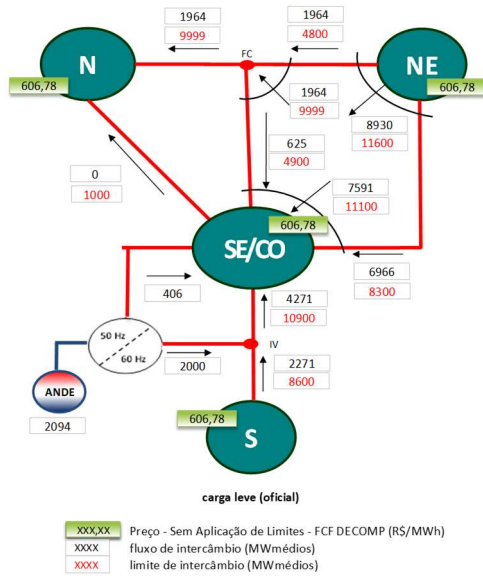 1964
9999
1964
4800
N
FC
NE
606,78
606,78
1964
9999
8930
11600
625
4900
0
1000
7591
11100
606,78
SE/CO
406
6966
8300
4271
10900
50 Hz
60 Hz
IV
2000
ANDE
2271
8600
2094
606,78
S
carga leve (oficial)
XXX,XX Preço - Sem Aplicação de Limites - FCF DECOMP (R$/MWh)
XXXX fluxo de intercâmbio (MWmédios)
XXXX limite de intercâmbio (MWmédios)